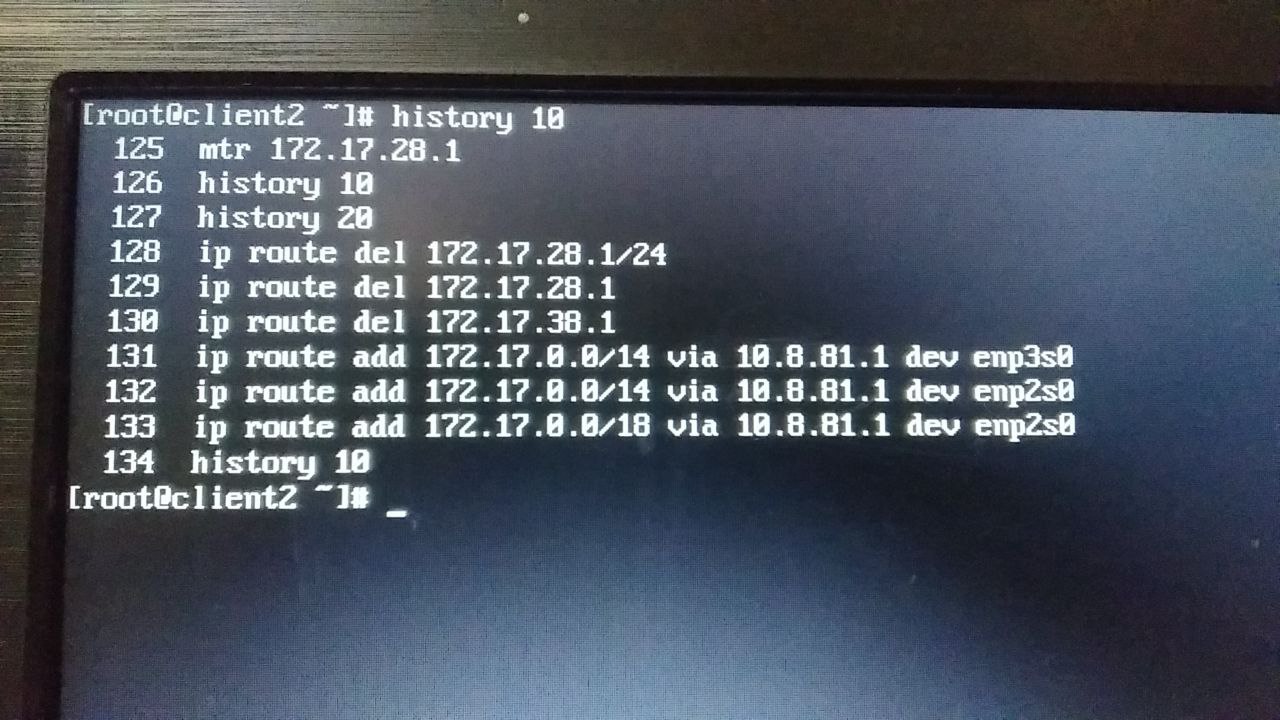 [root@client2 ~]# history 10
125 mtr 172.17.28.1
126 history 10
127 history 20
128 ip route del 172.17.28.1/24
129 ip route del 172.17.28.1
130 ip route del 172.17.38.1
131 ip route add 172.17.0.0/14 via 10.8.81.1 dev enp3s0
132 ip route add 172.17.0.0/14 via 10.8.81.1 dev enp2s0
133 ip route add 172.17.0.0/18 via 10.8.81.1 dev enp2s0
134 history 10
[root@client2 ~]# _